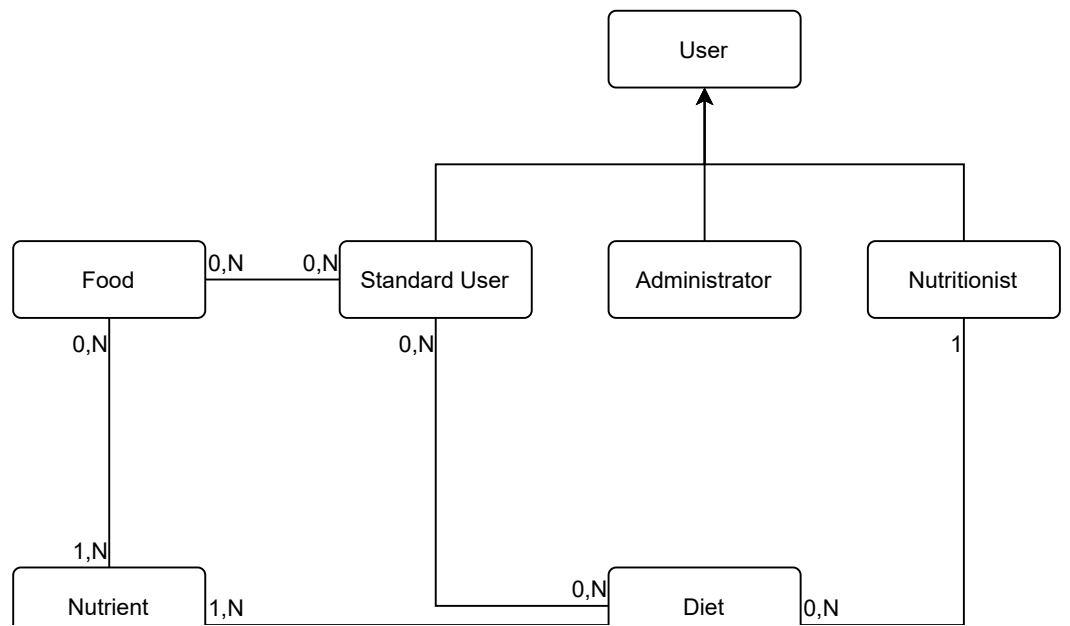 User
Food
0,N
0,N
Standard User
Administrator
Nutritionist
0,N
0,N
1
1,N
Nutrient
1,N
0,N
Diet
0,N